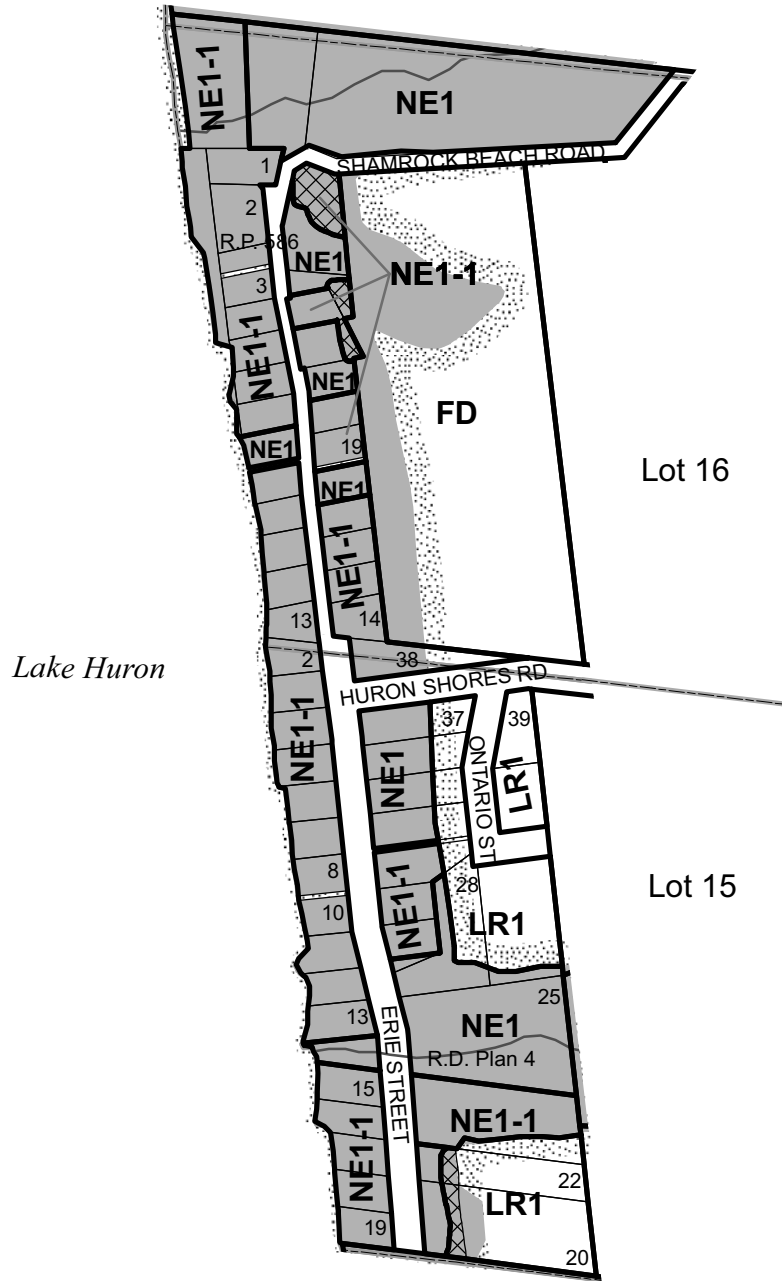 NE1-1
NE1
SHAMROCK BEACH ROAD
1
2
R.P. 586
NE1
NE1-1
3
NE1-1
NE1
FD
NE1
19
Lot 16
NE1
NE1-1
13
14
Lake Huron
2
38
HURON SHORES RD
37
39
NE1-1
NE1
ONTARIO ST
LR1
8
28
Lot 15
10
NE1-1
LR1
13
25
ERIE STREET
NE1
R.D. Plan 4
15
NE1-1
NE1-1
22
LR1
19
20